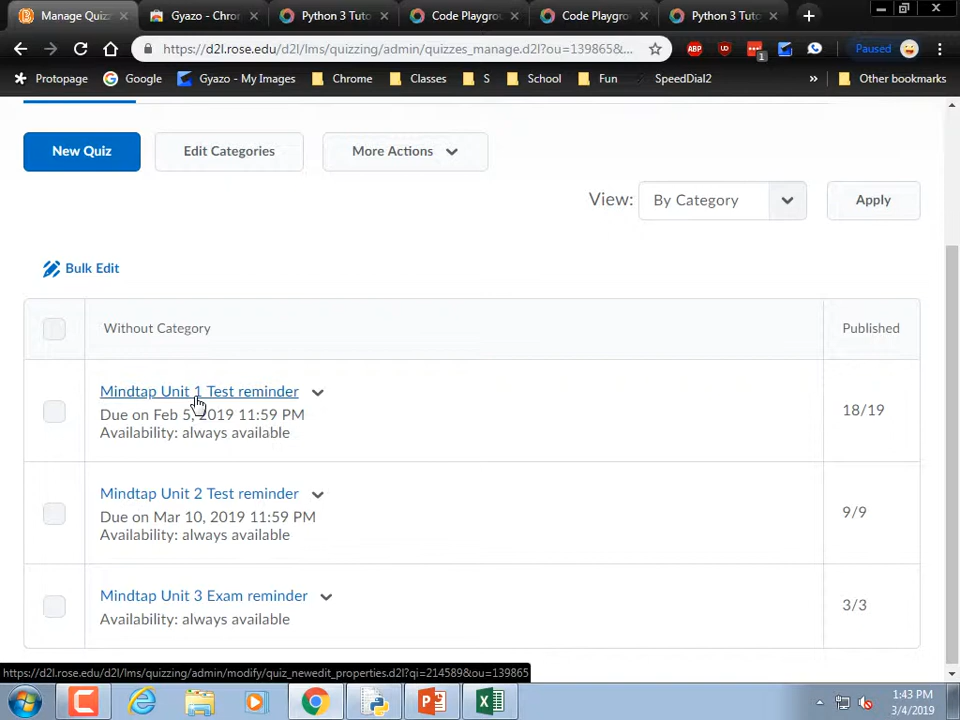 Manage Quiz
Gyazo - Chro
Python 3 Tuto
Code Playgrou
Code Playgro
Python 3 Tuto
https://d2l.rose.edu/d2l/lms/quizzing/admin/quizzes_manage.d2l?ou=139865&...
ABP
1
Paused
Protopage
Google
Gyazo - My Images
Chrome
Classes
S
School
Fun
SpeedDial2
»
Other bookmarks
New Quiz
Edit Categories
More Actions
View:
By Category
Apply
Bulk Edit
Without Category
Published
Mindtap Unit 1 Test reminder
Due on Feb 5, 2019 11:59 PM
Availability: always available
18/19
Mindtap Unit 2 Test reminder
Due on Mar 10, 2019 11:59 PM
Availability: always available
9/9
Mindtap Unit 3 Exam reminder
Availability: always available
3/3
https://d2l.rose.edu/d2l/lms/quizzing/admin/modify/quiz_newedit_properties.d2l?qi=214589&ou=139865
1:43 PM
3/4/2019